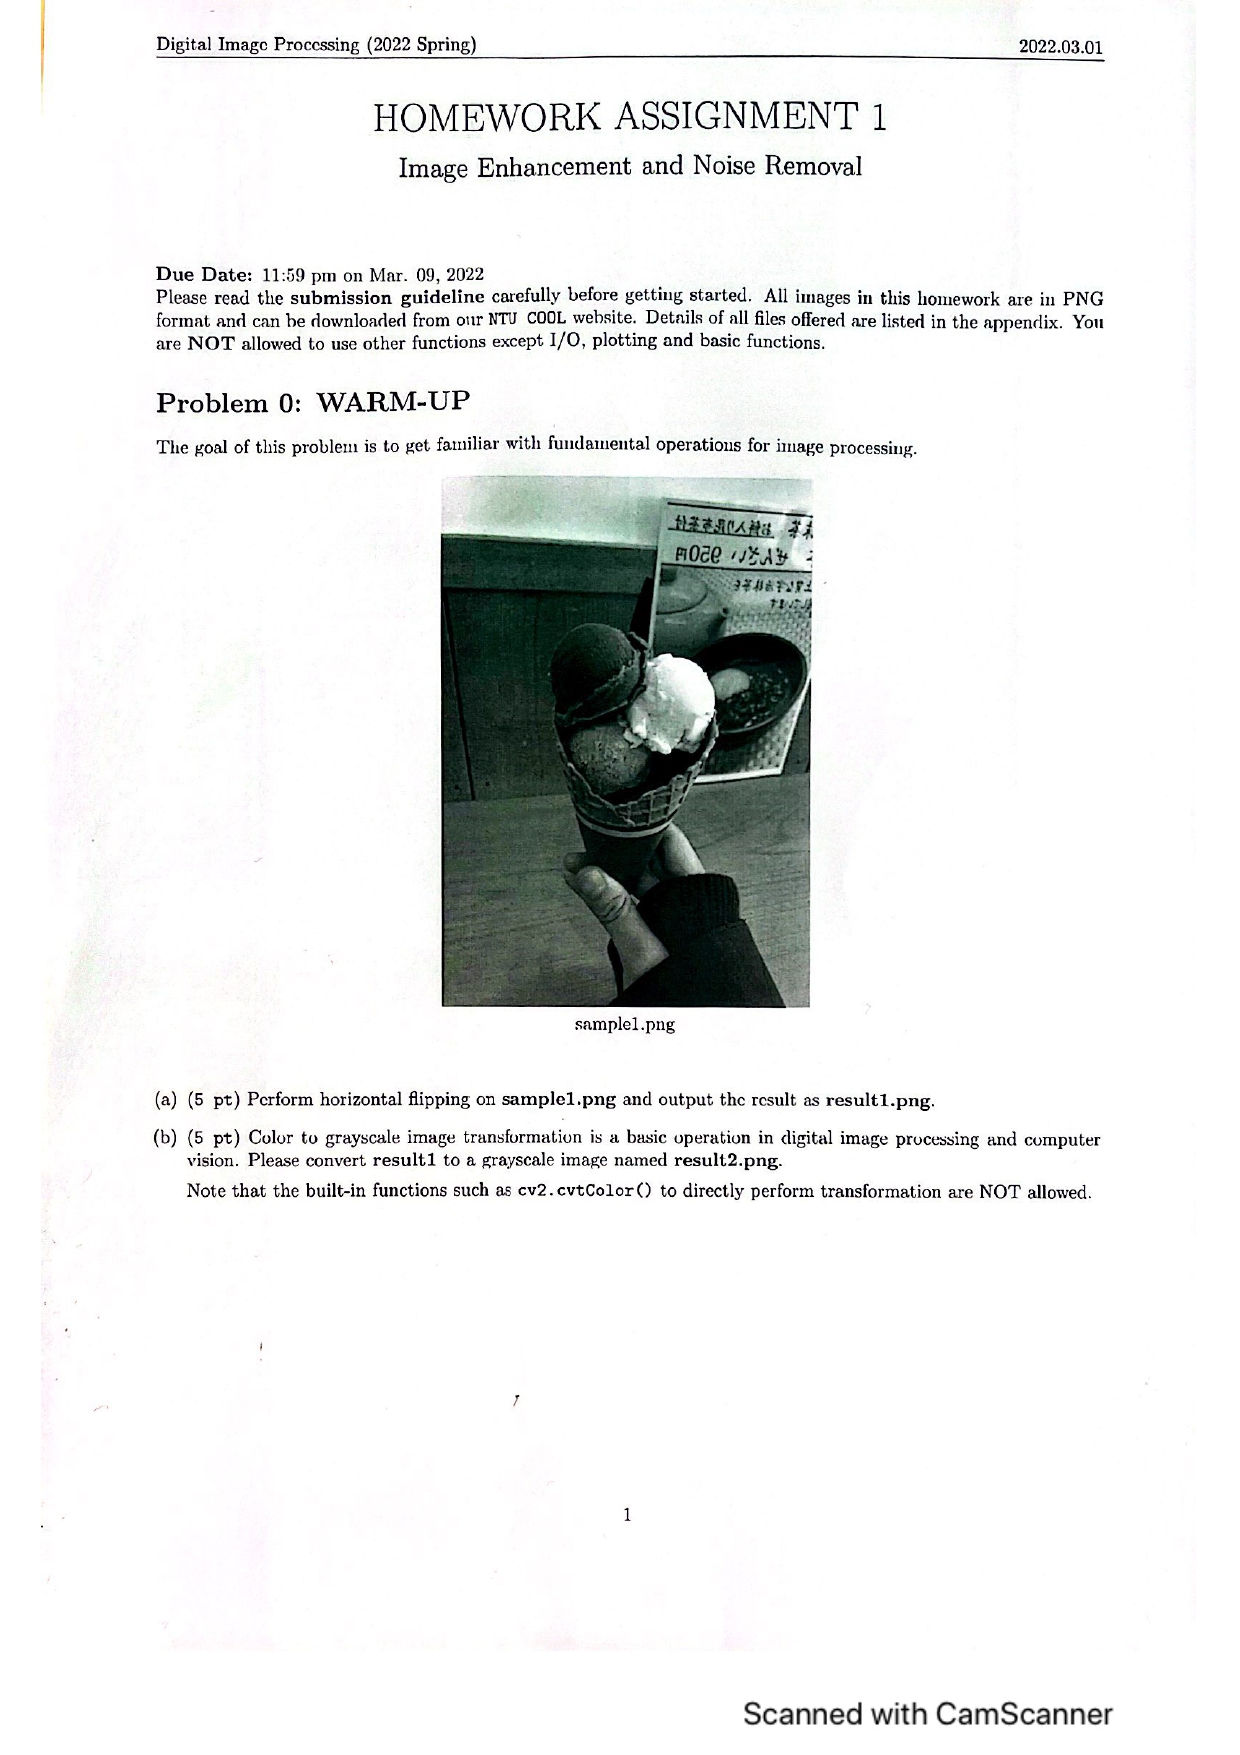 Digital Image Processing (2022 Spring) 2022.03.01
HOMEWORK ASSIGNMENT 1
Image Enhancement and Noise Removal
Due Date: 11:59 pm on Mar. 09, 2022
Please read the submission guideline carefully before getting started. All images in this homework are in PNG
format and can be downloaded from our NTU COOL website. Details of all files offered are listed in the appendix. You
are NOT allowed to use other functions except I/O, plotting and basic functions.
Problem 0: WARM-UP
The goal of this problem is to get familiar with fundamental operations for image processing.
950円
sample1.png
(a) (5 pt) Perform horizontal flipping on sample1.png and output the result as result1.png.
(b) (5 pt) Color to grayscale image transformation is a basic operation in digital image processing and computer
vision. Please convert result1 to a grayscale image named result2.png.
Note that the built-in functions such as cv2.cvtColor() to directly perform transformation are NOT allowed.
1
Scanned with CamScanner